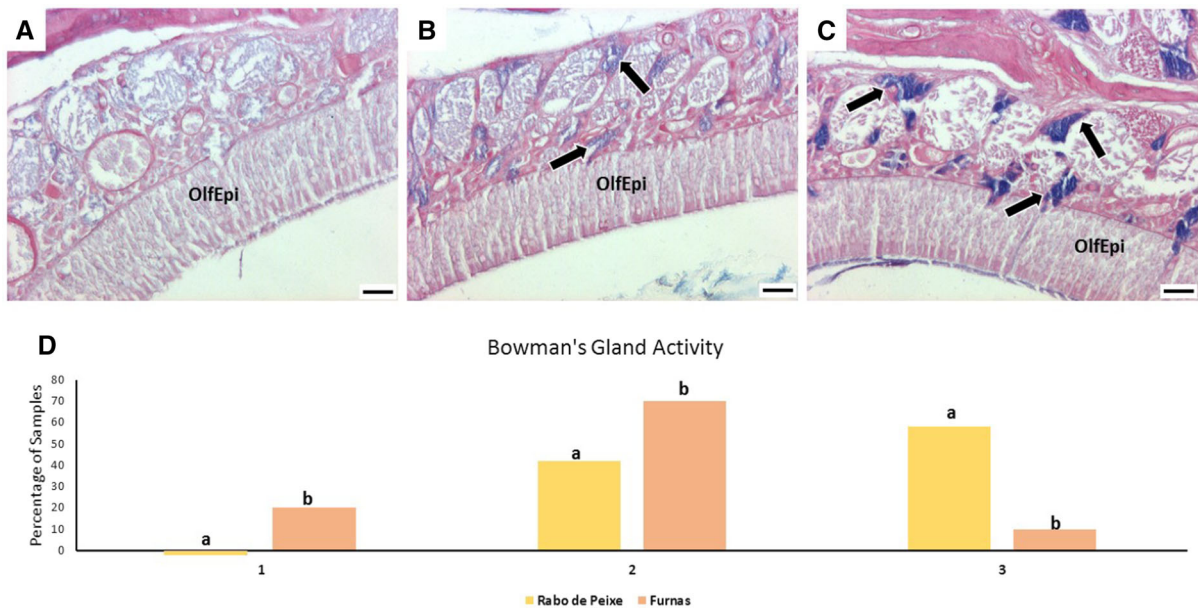 A
B
C
OlfEpi
OlfEpi
OlfEpi
D
Bowman's Gland Activity
Percentage of Samples
80
70
60
50
40
30
20
10
0
a
b
a
b
a
b
1
2
3
Rabo de Peixe
Furnas